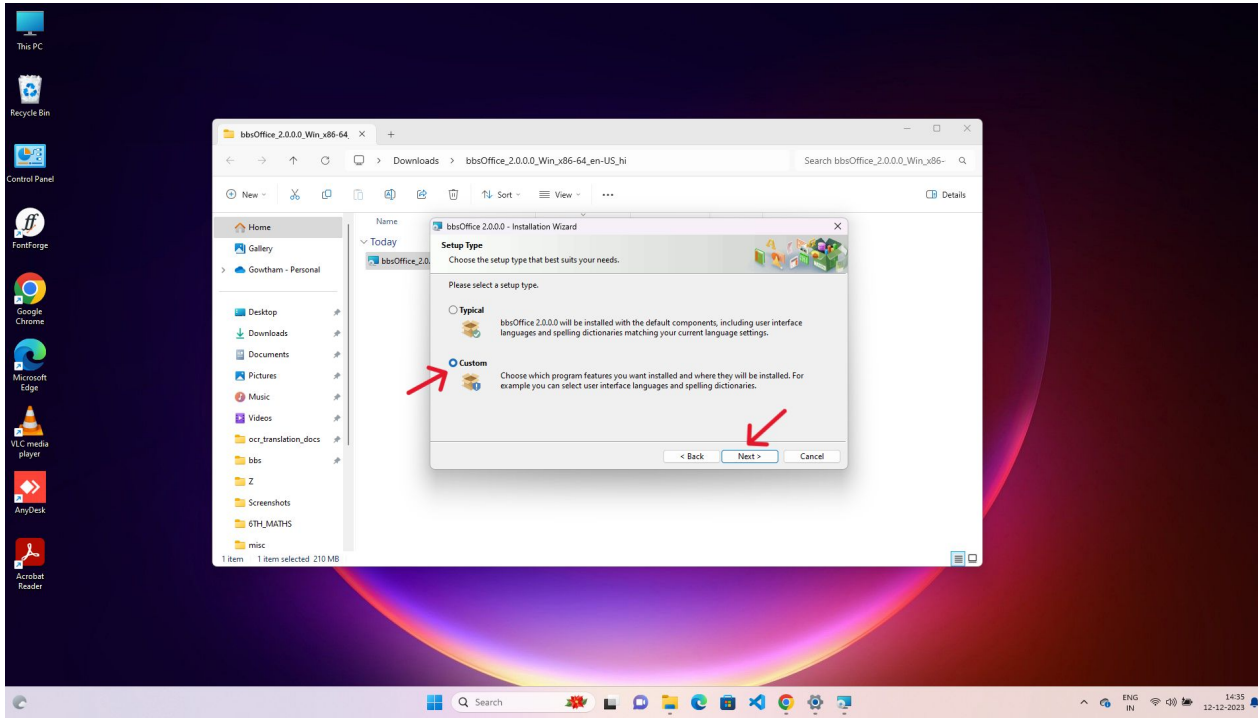 This PC
Recycle Bin
Control Panel
FontForge
Google
Chrome
Microsoft
Edge
VLC media
player
AnyDesk
Acrobat
Reader
bbsOffice_2.0.0.0_Win_x86-64_
Downloads > bbsOffice_2.0.0.0_Win_x86-64_en-US_hi
Search bbsOffice_2.0.0.0_Win_x86-
New
Sort
View
Details
Home
Gallery
Gowtham - Personal
Desktop
Downloads
Documents
Pictures
Music
Videos
ocr_translation_docs
bbs
Z
Screenshots
6TH_MATHS
misc
1 item 1 item selected 210 MB
Name
Today
bbsOffice_2.0.
bbsOffice 2.0.0.0 - Installation Wizard
Setup Type
Choose the setup type that best suits your needs.
Please select a setup type.
Typical
bbsOffice 2.0.0.0 will be installed with the default components, including user interface
languages and spelling dictionaries matching your current language settings.
Custom
Choose which program features you want installed and where they will be installed. For
example you can select user interface languages and spelling dictionaries.
< Back Next > Cancel
Search
ENG
IN
14:35
12-12-2023